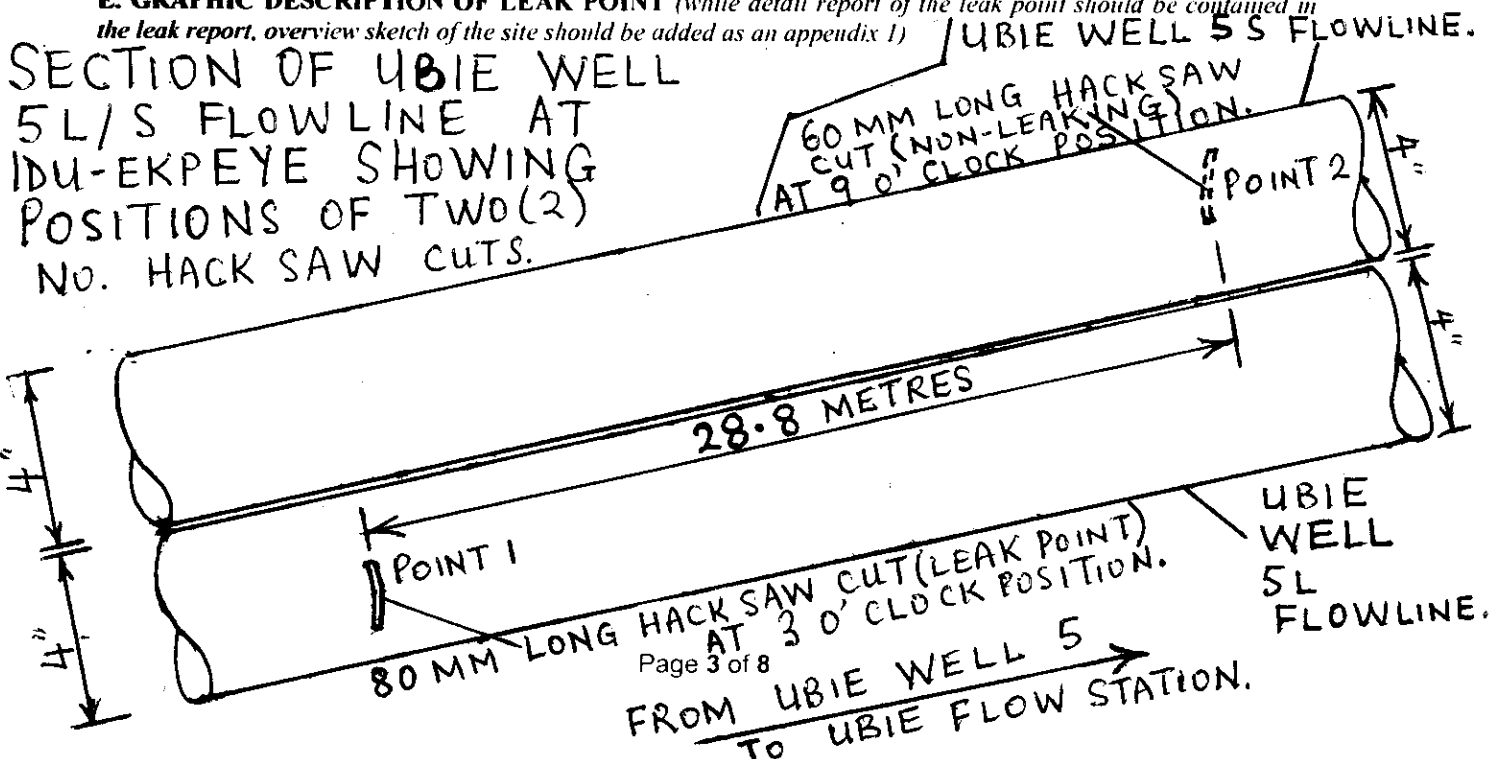 E. GRAPHIC DESCRIPTION OF LEAK POINT (While detail report of the leak point should be contained in
the leak report, overview sketch of the site should be added as an appendix 1)
SECTION OF UBIE WELL
5L/S FLOWLINE AT
IDU-EKPEYE SHOWING
POSITIONS OF TWO(2)
NO. HACK SAW CUTS.
UBIE WELL 5S FLOWLINE.
60 MM LONG HACK SAW
CUT (NON-LEAKING)
AT 9 O'CLOCK POSITION.
POINT 2
4"
4"
28.8 METRES
4"
4"
POINT 1
80 MM LONG HACK SAW CUT (LEAK POINT)
AT 3 O'CLOCK POSITION.
UBIE
WELL
5L
FLOWLINE.
Page 3 of 8
FROM UBIE WELL 5
TO UBIE FLOW STATION.